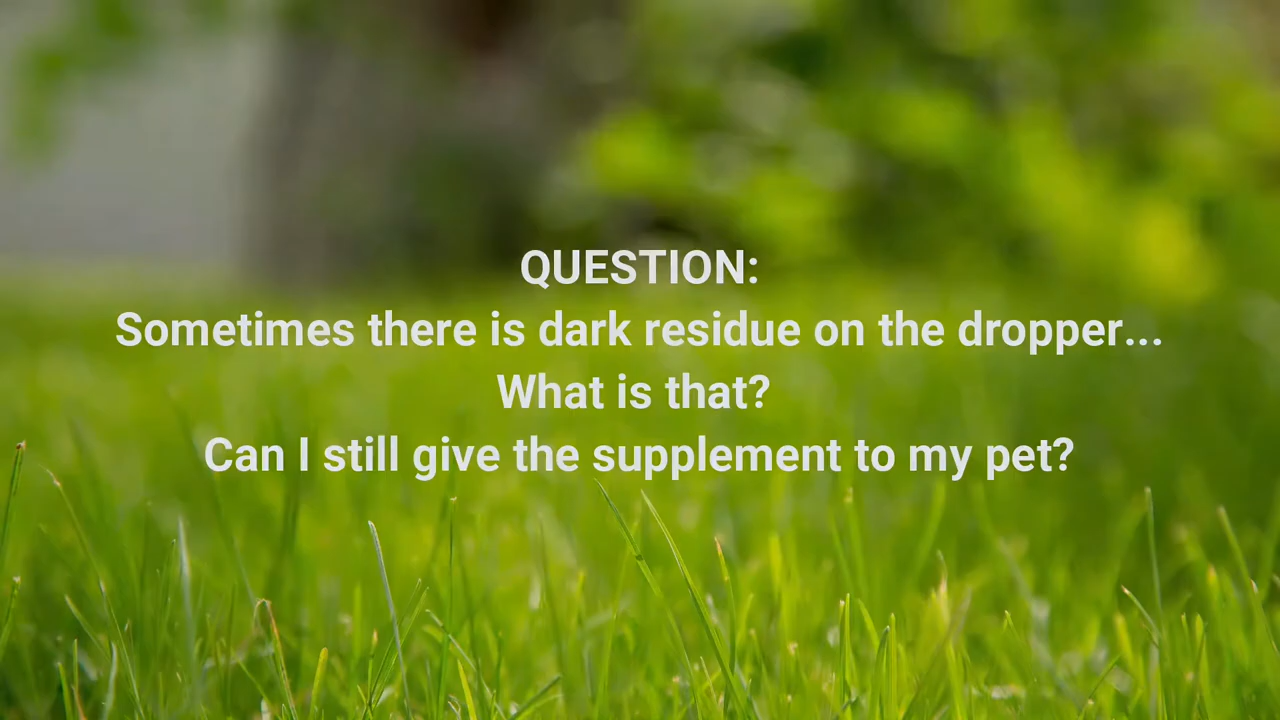 QUESTION:
Sometimes there is dark residue on the dropper...
What is that?
Can I still give the supplement to my pet?